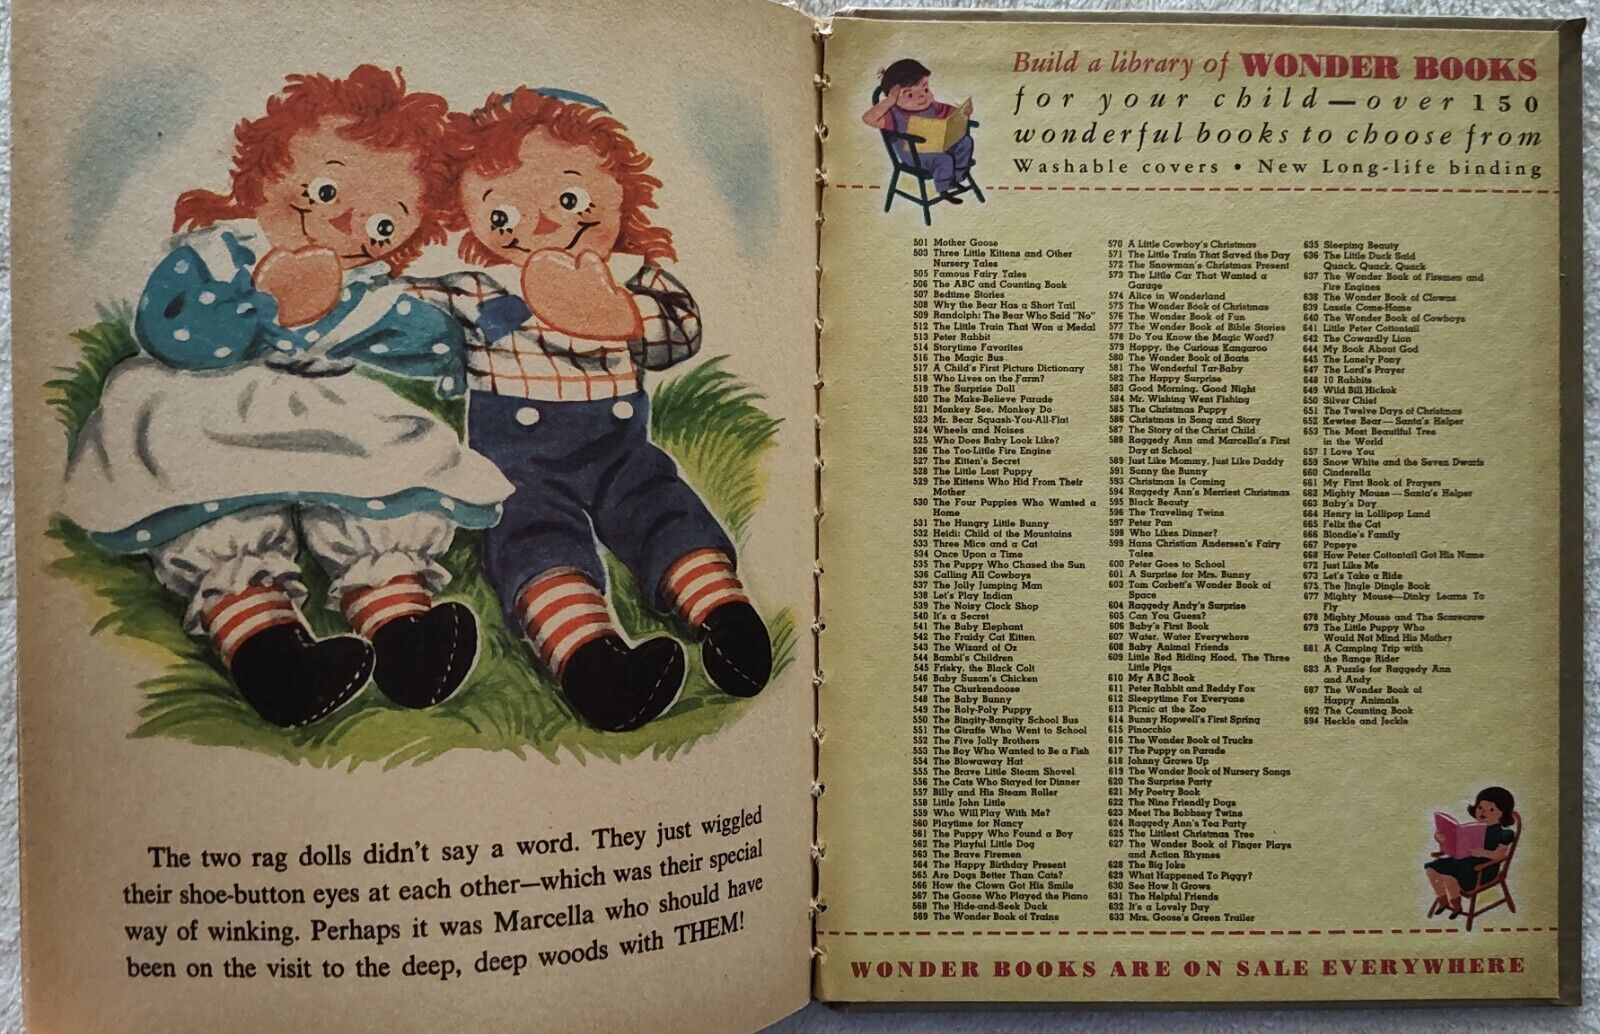 The two rag dolls didn't say a word. They just wiggled
their shoe-button eyes at each other—which was their special
way of winking. Perhaps it was Marcella who should have
been on the visit to the deep, deep woods with THEM!
Build a library of WONDER BOOKS
for your child—over 150
wonderful books to choose from
Washable covers • New Long-life binding
501 Mother Goose
503 Three Little Kittens and Other
Nursery Tales
505 Famous Fairy Tales
506 The ABC and Counting Book
507 Bedtime Stories
508 Why the Bear Has a Short Tail
509 Randolph: The Bear Who Said "No"
512 The Little Train That Won a Medal
513 Peter Rabbit
514 Storytime Favorites
516 The Magic Bus
517 A Child's First Picture Dictionary
518 Who Lives on the Farm?
519 The Surprise Doll
520 The Make-Believe Parade
521 Monkey See, Monkey Do
523 Mr. Bear Squash-You-All-Flat
524 Wheels and Noises
525 Who Does Baby Look Like?
526 The Too-Little Fire Engine
527 The Kitten's Secret
528 The Little Lost Puppy
529 The Kittens Who Hid From Their
Mother
530 The Four Puppies Who Wanted a
Home
531 The Hungry Little Bunny
532 Heidi: Child of the Mountains
533 Three Mice and a Cat
534 Once Upon a Time
535 The Puppy Who Chased the Sun
536 Calling All Cowboys
537 The Jolly Jumping Man
538 Let's Play Indian
539 The Noisy Clock Shop
540 It's a Secret
541 The Baby Elephant
542 The Fraidy Cat Kitten
543 The Wizard of Oz
544 Bambi's Children
545 Frisky, the Black Colt
546 Baby Susan's Chicken
547 The Churkendoose
548 The Baby Bunny
549 The Roly-Poly Puppy
550 The Bingity-Bangity School Bus
551 The Giraffe Who Went to School
552 The Five Jolly Brothers
553 The Boy Who Wanted to Be a Fish
554 The Blowaway Hat
555 The Brave Little Steam Shovel
556 The Cats Who Stayed for Dinner
557 Billy and His Steam Roller
558 Little John Little
559 Who Will Play With Me?
560 Playtime for Nancy
561 The Puppy Who Found a Boy
562 The Playful Little Dog
563 The Brave Firemen
564 The Happy Birthday Present
565 Are Dogs Better Than Cats?
566 How the Clown Got His Smile
567 The Goose Who Played the Piano
568 The Hide-and-Seek Duck
569 The Wonder Book of Trains
570 A Little Cowboy's Christmas
571 The Little Train That Saved the Day
572 The Snowman's Christmas Present
573 The Little Car That Wanted a
Garage
574 Alice in Wonderland
575 The Wonder Book of Christmas
576 The Wonder Book of Fun
577 The Wonder Book of Bible Stories
578 Do You Know the Magic Word?
579 Hoppy, the Curious Kangaroo
580 The Wonder Book of Boats
581 The Wonderful Tar-Baby
582 The Happy Surprise
583 Good Morning, Good Night
584 Mr. Wishing Went Fishing
585 The Christmas Puppy
586 Christmas in Song and Story
587 The Story of the Christ Child
588 Raggedy Ann and Marcella's First
Day at School
589 Just Like Mommy, Just Like Daddy
591 Sonny the Bunny
593 Christmas Is Coming
594 Raggedy Ann's Merriest Christmas
595 Black Beauty
596 The Traveling Twins
597 Peter Pan
598 Who Likes Dinner?
599 Hans Christian Andersen's Fairy
Tales
600 Peter Goes to School
601 A Surprise for Mrs. Bunny
603 Tom Corbett's Wonder Book of
Space
604 Raggedy Andy's Surprise
605 Can You Guess?
606 Baby's First Book
607 Water, Water Everywhere
608 Baby Animal Friends
609 Little Red Riding Hood, The Three
Little Pigs
610 My ABC Book
611 Peter Rabbit and Reddy Fox
612 Sleepytime For Everyone
613 Picnic at the Zoo
614 Bunny Hopwell's First Spring
615 Pinocchio
616 The Wonder Book of Trucks
617 The Puppy on Parade
618 Johnny Grows Up
619 The Wonder Book of Nursery Songs
620 The Surprise Party
621 My Poetry Book
622 The Nine Friendly Dogs
623 Meet The Bobbsey Twins
624 Raggedy Ann's Tea Party
625 The Littlest Christmas Tree
627 The Wonder Book of Finger Plays
and Action Rhymes
628 The Big Joke
629 What Happened To Piggy?
630 See How It Grows
631 The Helpful Friends
632 It's a Lovely Day
633 Mrs. Goose's Green Trailer
635 Sleeping Beauty
636 The Little Duck Said
Quack, Quack, Quack
637 The Wonder Book of Firemen and
Fire Engines
638 The Wonder Book of Clowns
639 Lassie Come-Home
640 The Wonder Book of Cowboys
641 Little Peter Cottontail
642 The Cowardly Lion
644 My Book About God
645 The Lonely Pony
647 The Lord's Prayer
648 10 Rabbits
649 Wild Bill Hickok
650 Silver Chief
651 The Twelve Days of Christmas
652 Kewtee Bear—Santa's Helper
653 The Most Beautiful Tree
in the World
657 I Love You
659 Snow White and the Seven Dwarfs
660 Cinderella
661 My First Book of Prayers
662 Mighty Mouse—Santa's Helper
663 Baby's Day
664 Henry in Lollipop Land
665 Felix the Cat
666 Blondie's Family
667 Popeye
668 How Peter Cottontail Got His Name
672 Just Like Me
673 Let's Take a Ride
675 The Jingle Dingle Book
677 Mighty Mouse—Dinky Learns To
Fly
678 Mighty Mouse and The Scarecrow
679 The Little Puppy Who
Would Not Mind His Mother
681 A Camping Trip with
the Range Rider
683 A Puzzle for Raggedy Ann
and Andy
687 The Wonder Book of
Happy Animals
692 The Counting Book
694 Heckle and Jeckle
WONDER BOOKS ARE ON SALE EVERYWHERE